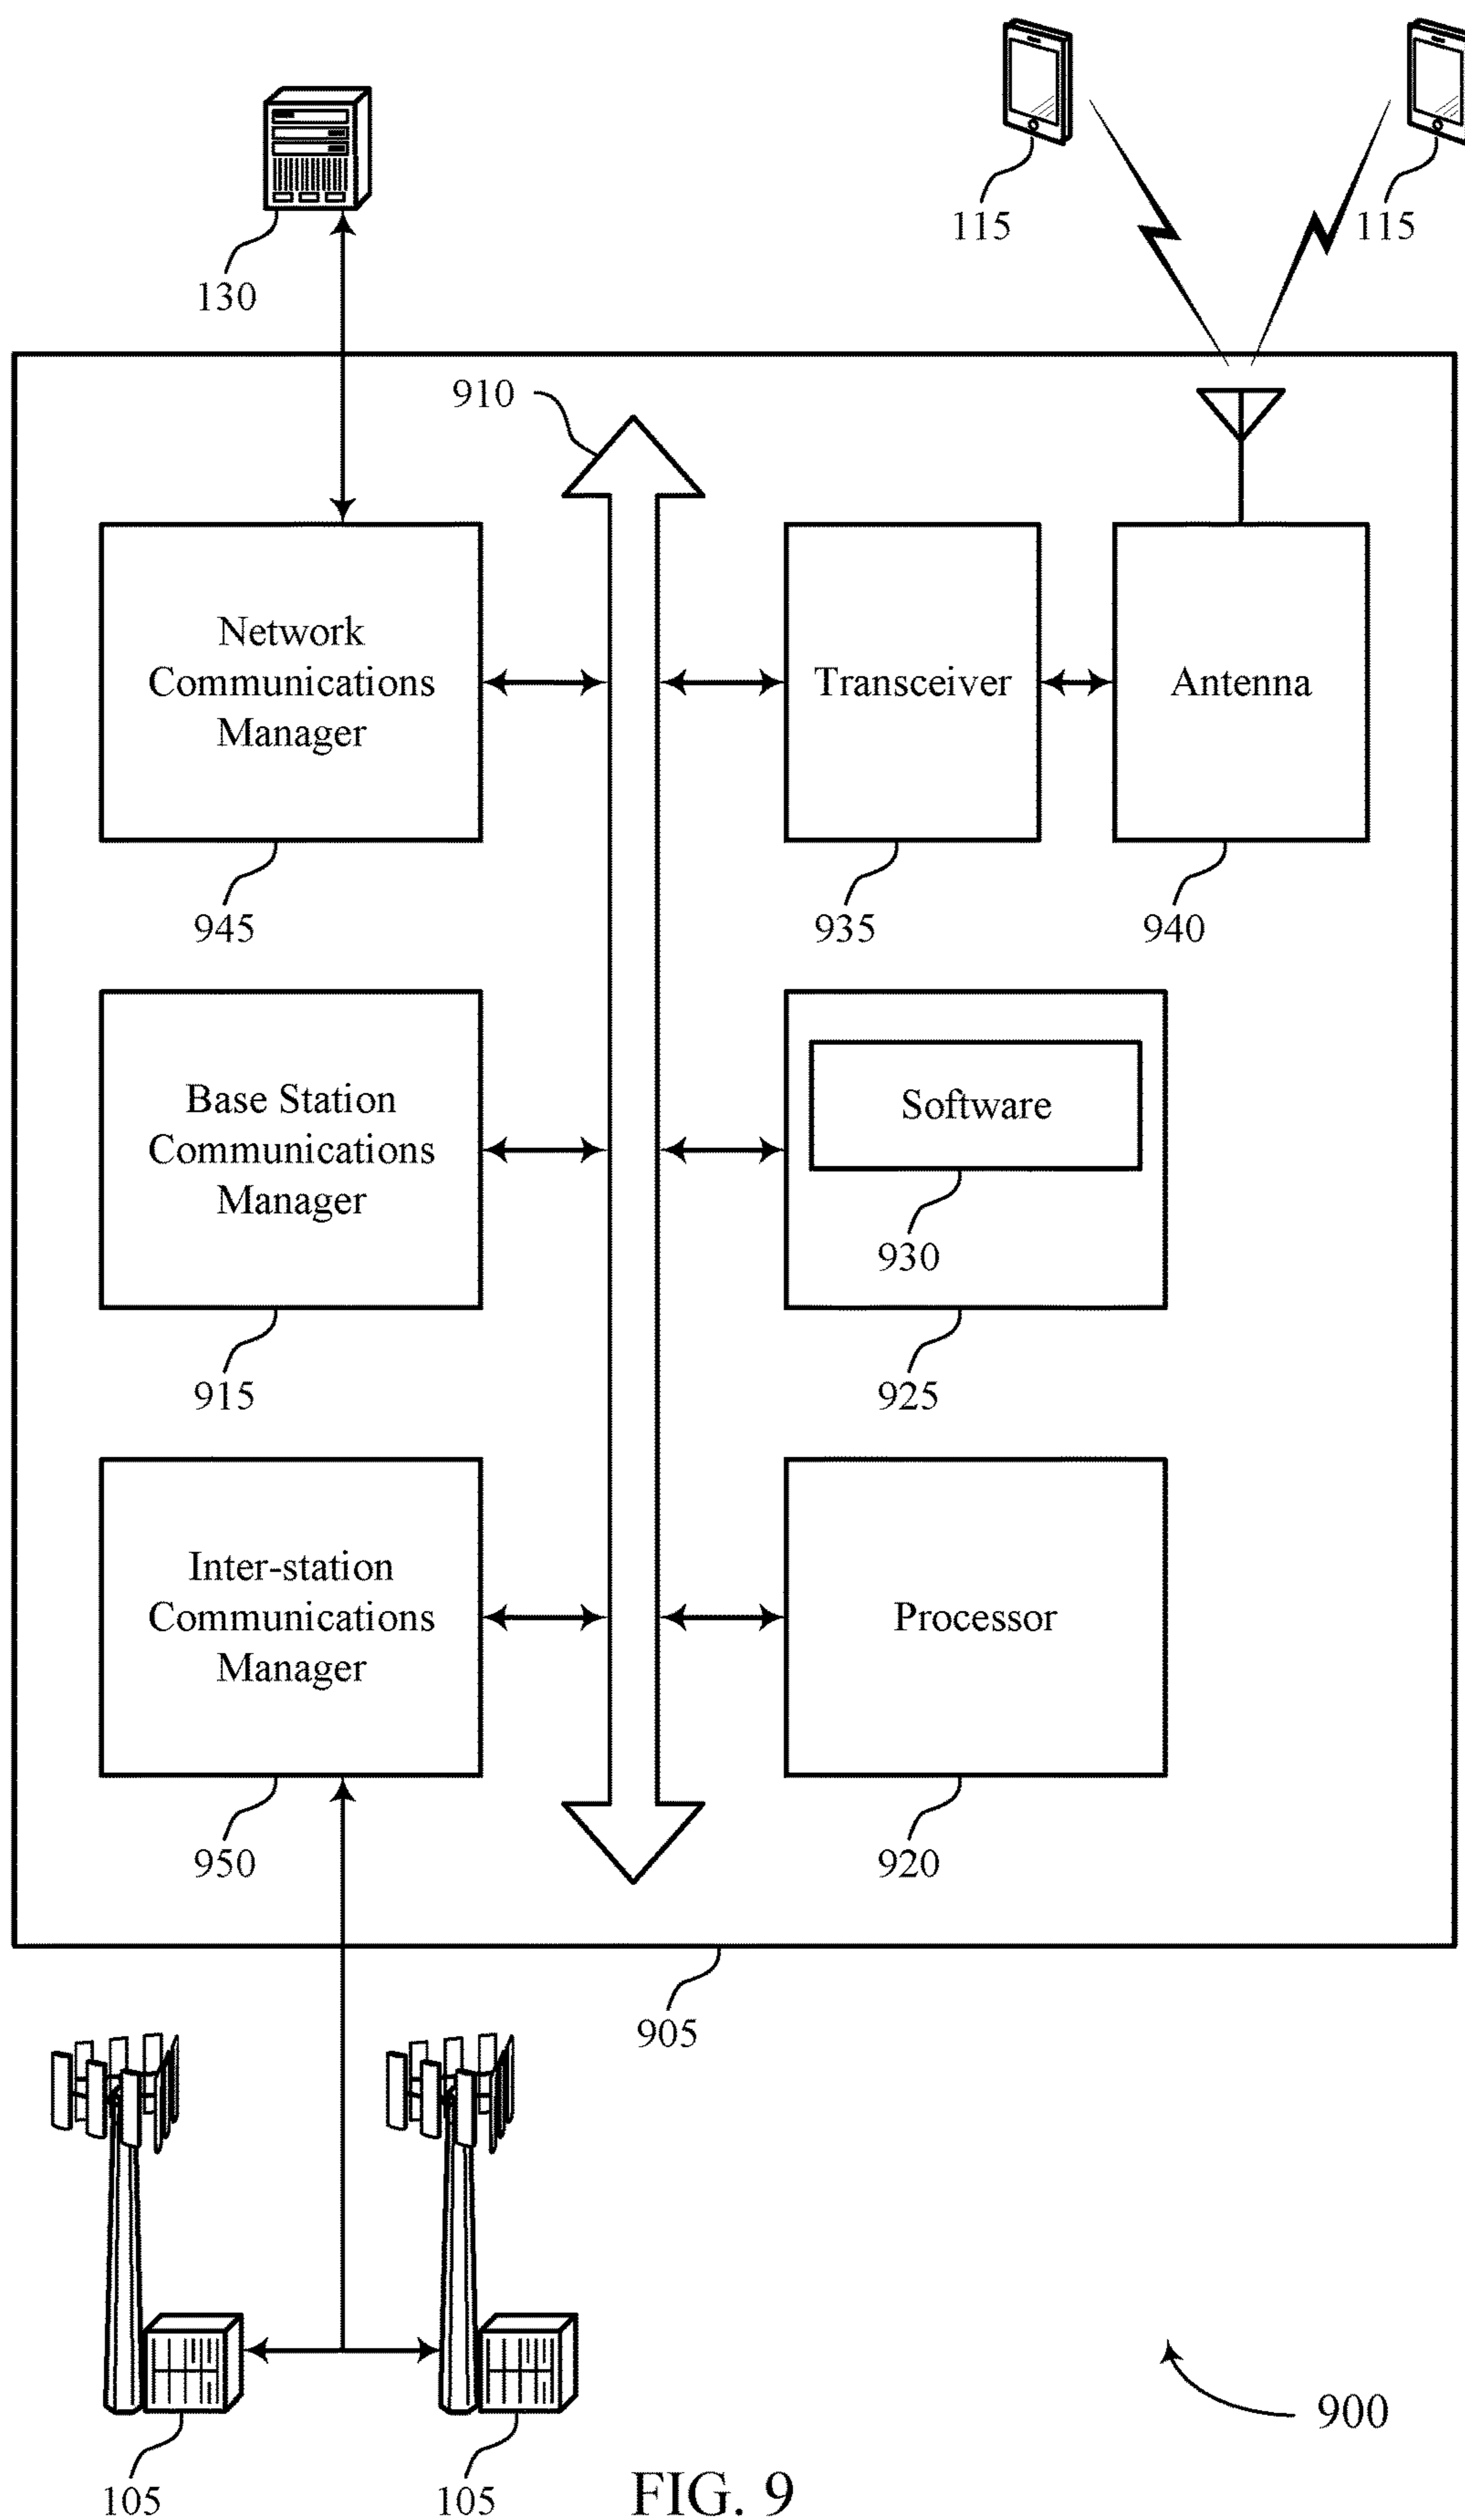 115
115
130
910
Network
Communications
Manager
Transceiver
Antenna
945
935
940
Base Station
Communications
Manager
Software
930
915
925
Inter-station
Communications
Manager
Processor
950
920
905
900
105
105
FIG. 9